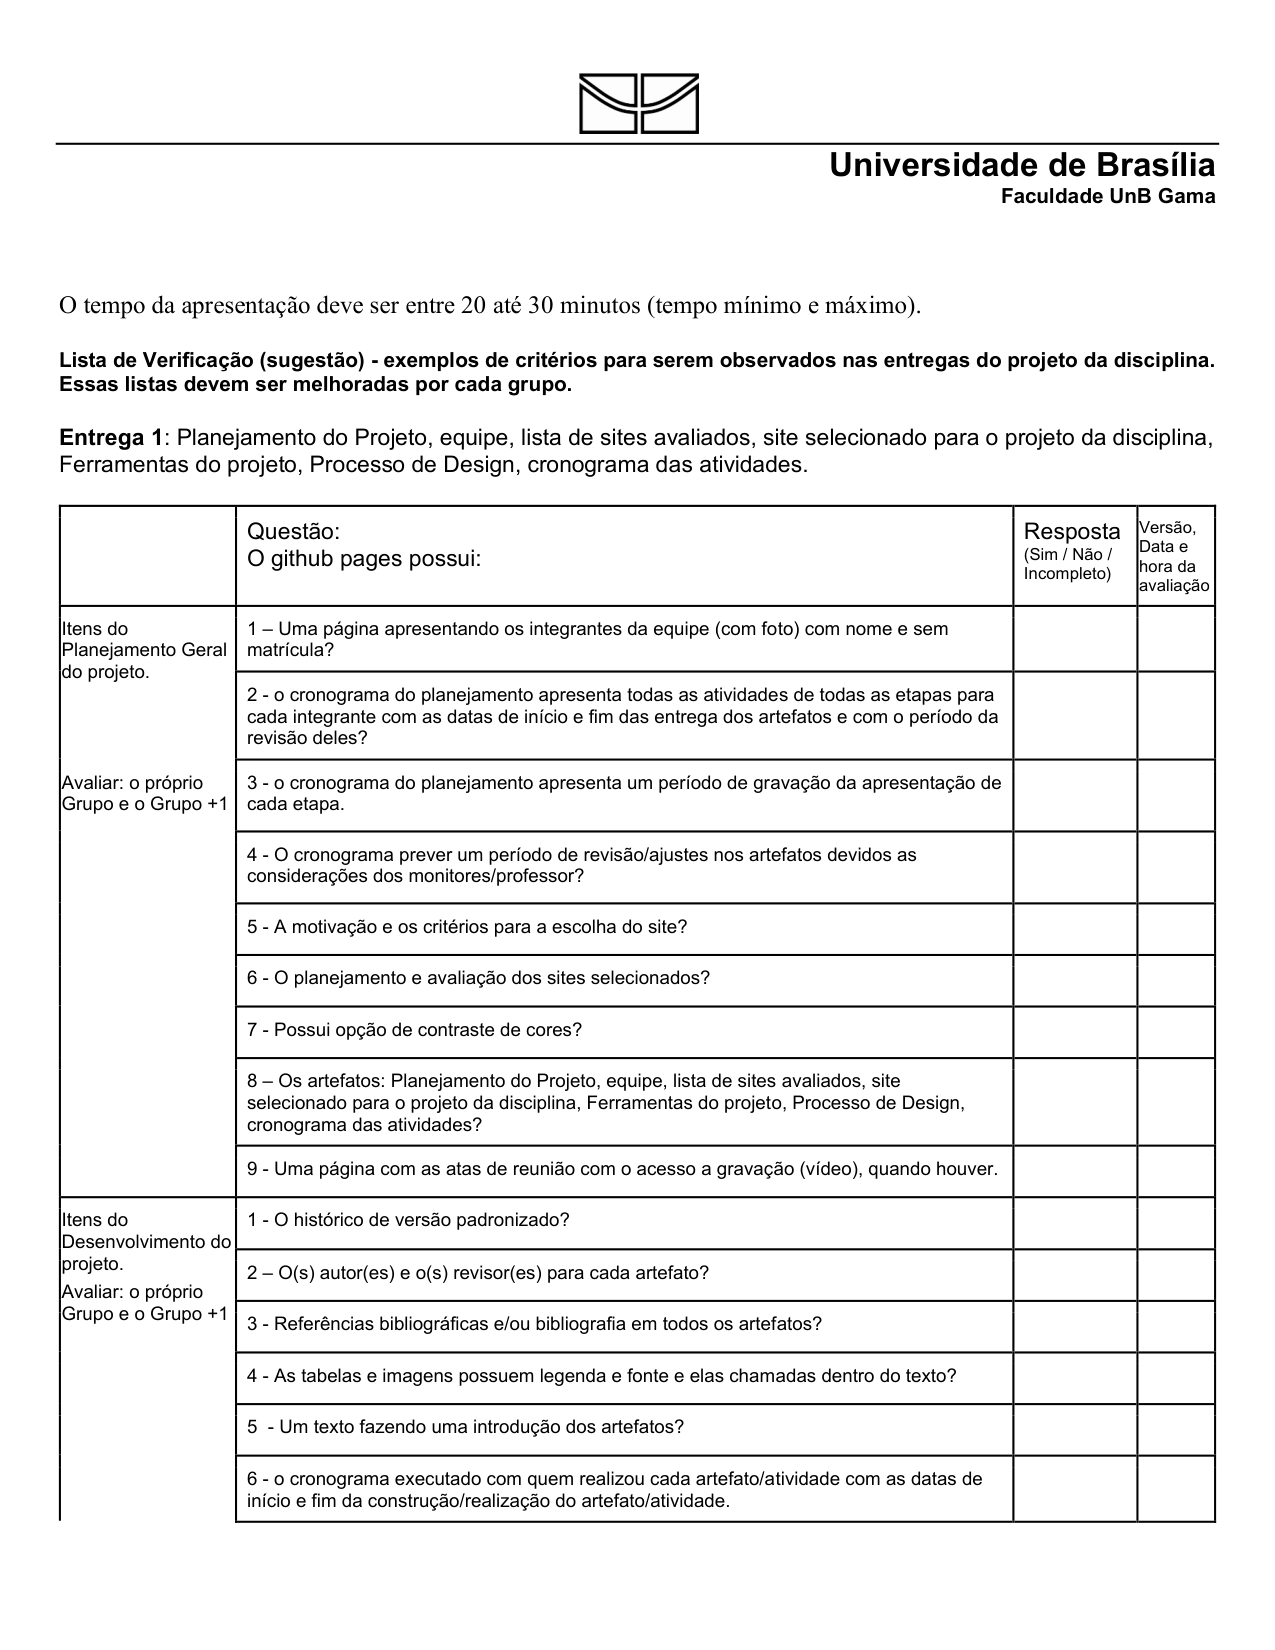 Universidade de Brasília
Faculdade UnB Gama
O tempo da apresentação deve ser entre 20 até 30 minutos (tempo mínimo e máximo).
Lista de Verificação (sugestão) - exemplos de critérios para serem observados nas entregas do projeto da disciplina.
Essas listas devem ser melhoradas por cada grupo.
Entrega 1: Planejamento do Projeto, equipe, lista de sites avaliados, site selecionado para o projeto da disciplina,
Ferramentas do projeto, Processo de Design, cronograma das atividades.
Questão:
O github pages possui:
Resposta
(Sim / Não /
Incompleto)
Versão,
Data e
hora da
avaliação
Itens do
Planejamento Geral
do projeto.
Avaliar: o próprio
Grupo e o Grupo +1
1 – Uma página apresentando os integrantes da equipe (com foto) com nome e sem
matrícula?
2 - o cronograma do planejamento apresenta todas as atividades de todas as etapas para
cada integrante com as datas de início e fim das entrega dos artefatos e com o período da
revisão deles?
3 - o cronograma do planejamento apresenta um período de gravação da apresentação de
cada etapa.
4 - O cronograma prever um período de revisão/ajustes nos artefatos devidos as
considerações dos monitores/professor?
5 - A motivação e os critérios para a escolha do site?
6 - O planejamento e avaliação dos sites selecionados?
7 - Possui opção de contraste de cores?
8 – Os artefatos: Planejamento do Projeto, equipe, lista de sites avaliados, site
selecionado para o projeto da disciplina, Ferramentas do projeto, Processo de Design,
cronograma das atividades?
9 - Uma página com as atas de reunião com o acesso a gravação (vídeo), quando houver.
Itens do
Desenvolvimento do
projeto.
Avaliar: o próprio
Grupo e o Grupo +1
1 - O histórico de versão padronizado?
2 – O(s) autor(es) e o(s) revisor(es) para cada artefato?
3 - Referências bibliográficas e/ou bibliografia em todos os artefatos?
4 - As tabelas e imagens possuem legenda e fonte e elas chamadas dentro do texto?
5  - Um texto fazendo uma introdução dos artefatos?
6 - o cronograma executado com quem realizou cada artefato/atividade com as datas de
início e fim da construção/realização do artefato/atividade.